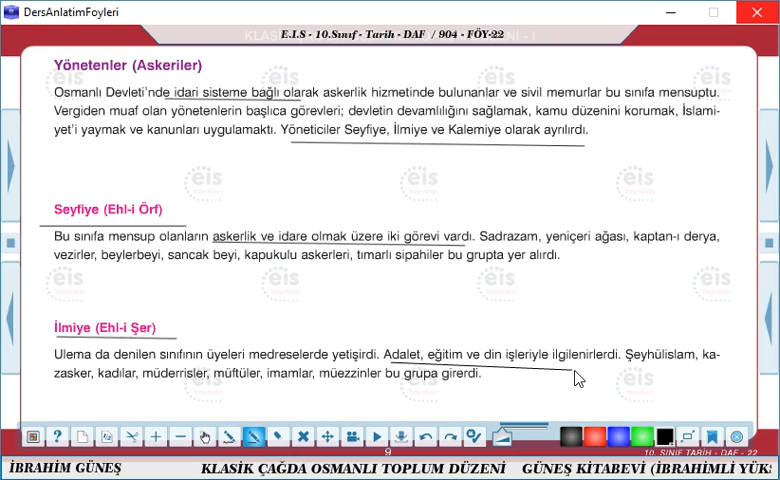 DersAnlatimFoyleri
E.I.S - 10.Sınıf - Tarih - DAF / 904 - FÖY-22
Yönetenler (Askeriler)
Osmanlı Devleti'nde idari sisteme bağlı olarak askerlik hizmetinde bulunanlar ve sivil memurlar bu sınıfa mensuptu.
Vergiden muaf olan yönetenlerin başlıca görevleri; devletin devamlılığını sağlamak, kamu düzenini korumak, İslami-
yet'i yaymak ve kanunları uygulamaktı. Yöneticiler Seyfiye, İlmiye ve Kalemiye olarak ayrılırdı.
Seyfiye (Ehl-i Örf)
Bu sınıfa mensup olanların askerlik ve idare olmak üzere iki görevi vardı. Sadrazam, yeniçeri ağası, kaptan-ı derya,
vezirler, beylerbeyi, sancak beyi, kapukulu askerleri, tımarlı sipahiler bu grupta yer alırdı.
İlmiye (Ehl-i Şer)
Ulema da denilen sınıfının üyeleri medreselerde yetişirdi. Adalet, eğitim ve din işleriyle ilgilenirlerdi. Şeyhülislam, ka-
zasker, kadılar, müderrisler, müftüler, imamlar, müezzinler bu grupa girerdi.
9
10. SINIF TARİH - DAF - 22
İBRAHİM GÜNEŞ KLASİK ÇAĞDA OSMANLI TOPLUM DÜZENİ GÜNEŞ KİTABEVİ (İBRAHİMLİ YÜKS